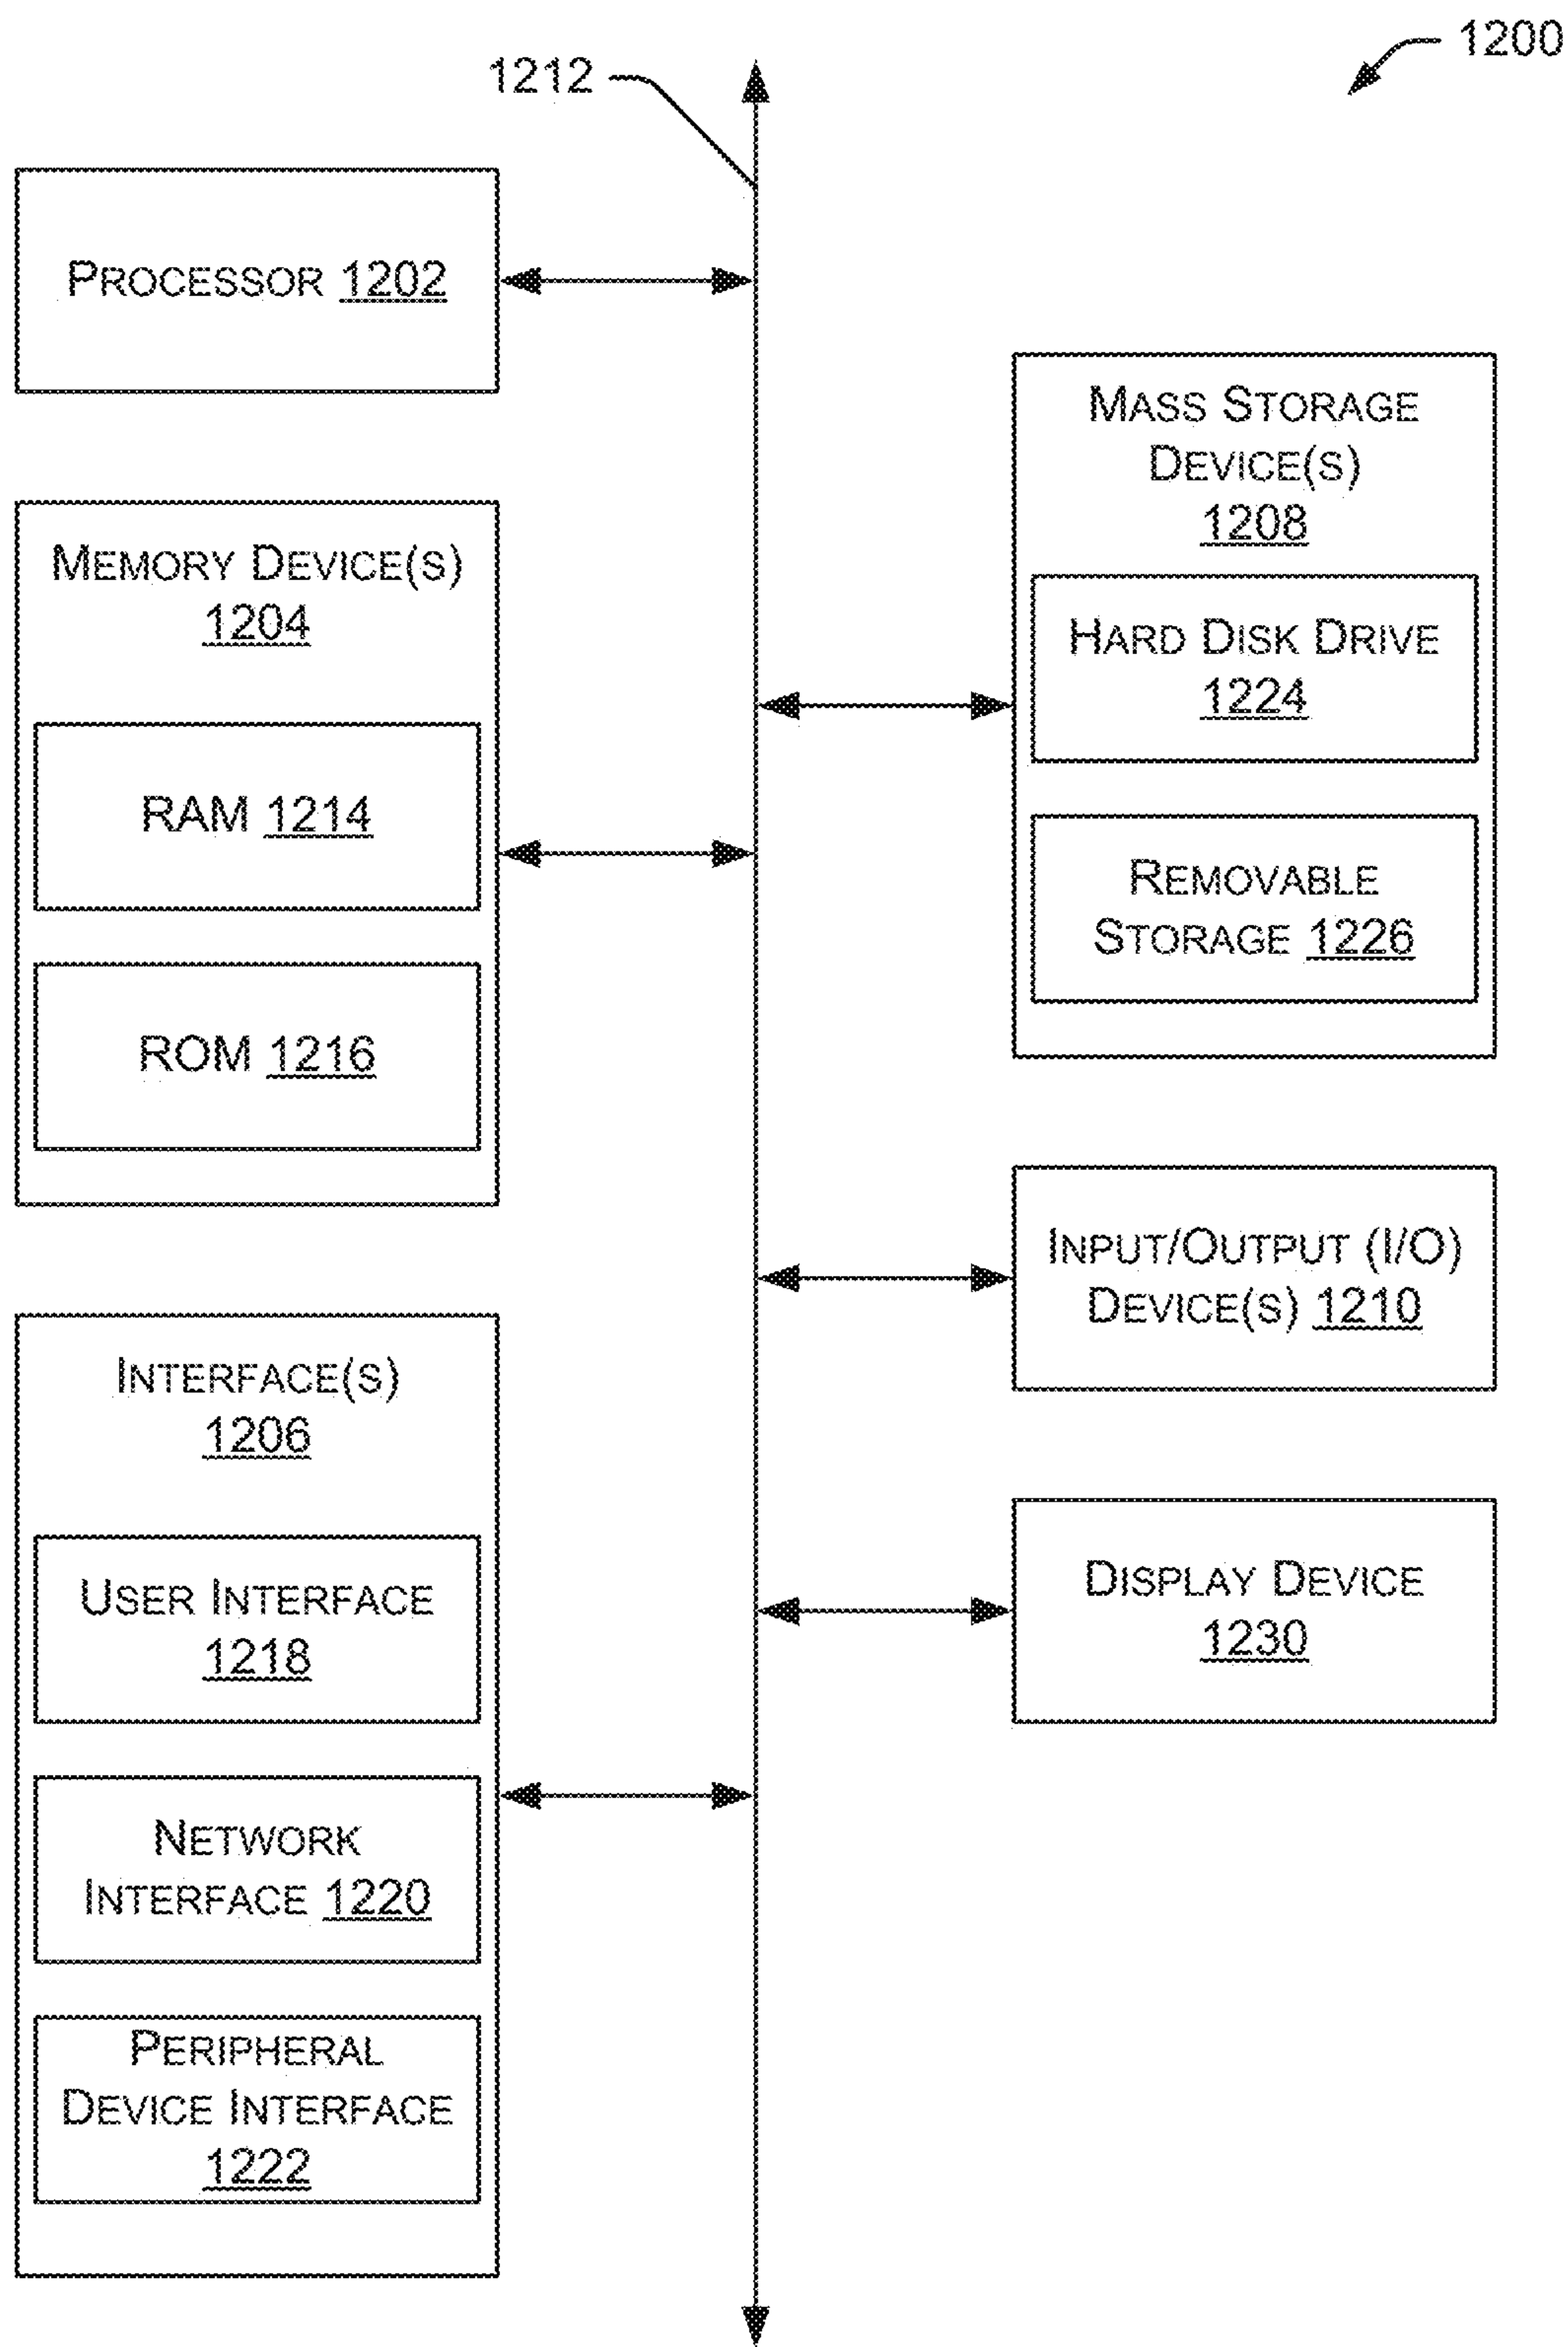 1200
1212
PROCESSOR 1202
MEMORY DEVICE(S)
1204
RAM 1214
ROM 1216
INTERFACE(S)
1206
USER INTERFACE
1218
NETWORK
INTERFACE 1220
PERIPHERAL
DEVICE INTERFACE
1222
MASS STORAGE
DEVICE(S)
1208
HARD DISK DRIVE
1224
REMOVABLE
STORAGE 1226
INPUT/OUTPUT (I/O)
DEVICE(S) 1210
DISPLAY DEVICE
1230